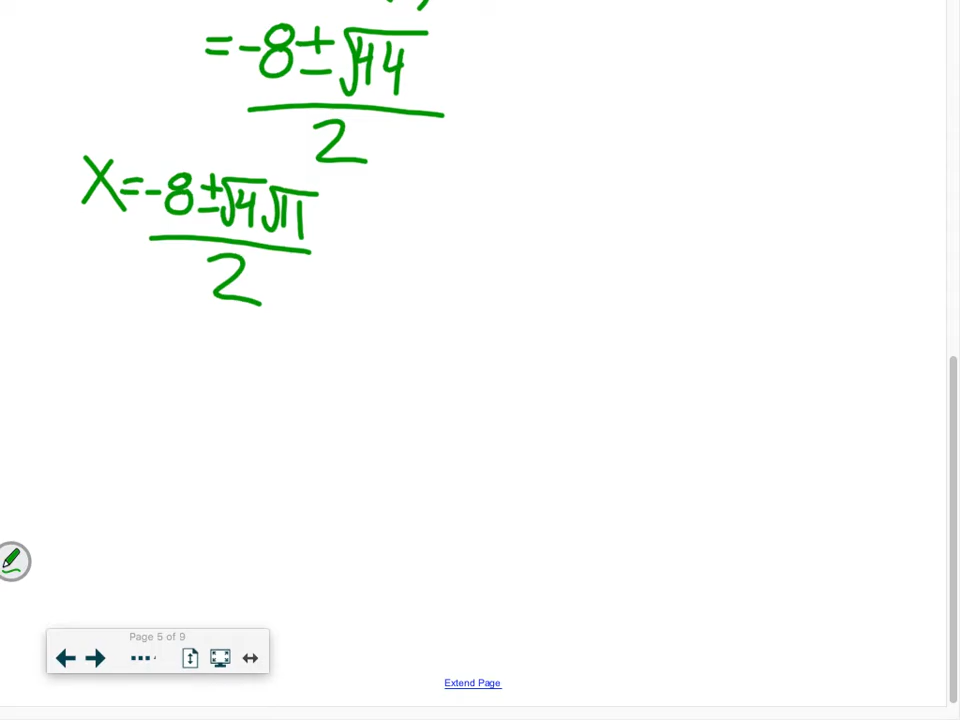 = -8 ± √44
2
X = -8 ± √4 √11
2
Page 5 of 9
Extend Page